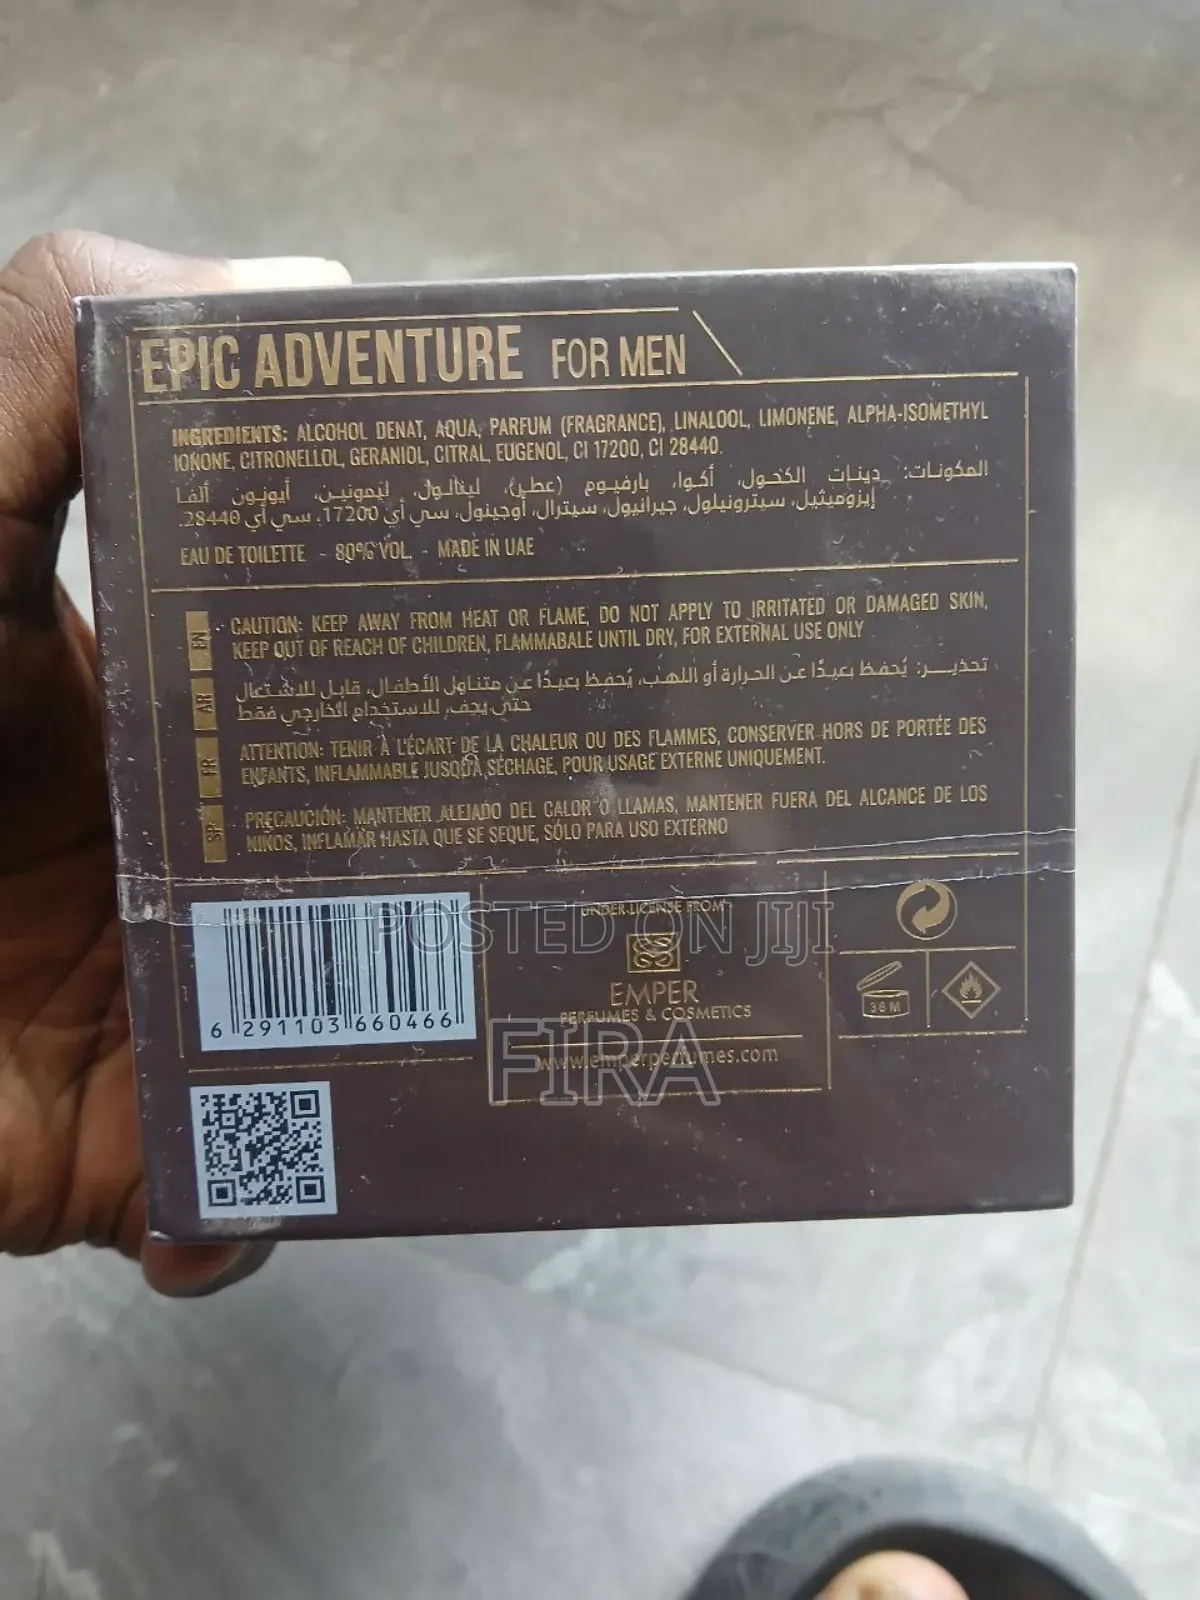 EPIC ADVENTURE FOR MEN
INGREDIENTS: ALCOHOL DENAT, AQUA, PARFUM (FRAGRANCE), LINALOOL, LIMONENE, ALPHA-ISOMETHYL
IONONE, CITRONELLOL, GERANIOL, CITRAL, EUGENOL, CI 17200, CI 28440.
المكونات: دينات الكحول، أكوا، بارفيوم (عطر)، لينالول، ليمونين، أيونون ألفا
إيزوميثيل، سيترونيلول، جيرانيول، سيترال، أوجينول، سي أي 17200، سي أي 28440.
EAU DE TOILETTE - 80% VOL. - MADE IN UAE
EN
CAUTION: KEEP AWAY FROM HEAT OR FLAME, DO NOT APPLY TO IRRITATED OR DAMAGED SKIN,
KEEP OUT OF REACH OF CHILDREN, FLAMMABALE UNTIL DRY, FOR EXTERNAL USE ONLY
AR
تحذير: يُحفظ بعيدًا عن الحرارة أو اللهب، يُحفظ بعيدًا عن متناول الأطفال، قابل للاشتعال
حتى يجف، للاستخدام الخارجي فقط
FR
ATTENTION: TENIR À L'ÉCART DE LA CHALEUR OU DES FLAMMES, CONSERVER HORS DE PORTÉE DES
ENFANTS, INFLAMMABLE JUSQU'À SÉCHAGE, POUR USAGE EXTERNE UNIQUEMENT.
SP
PRECAUCIÓN: MANTENER ALEJADO DEL CALOR O LLAMAS, MANTENER FUERA DEL ALCANCE DE LOS
NIÑOS, INFLAMAR HASTA QUE SE SEQUE, SÓLO PARA USO EXTERNO
UNDER LICENSE FROM
POSTED ON JIJI
EMPER
PERFUMES & COSMETICS
www.emperperfumes.com
FIRA
36 M
6 291103 660466